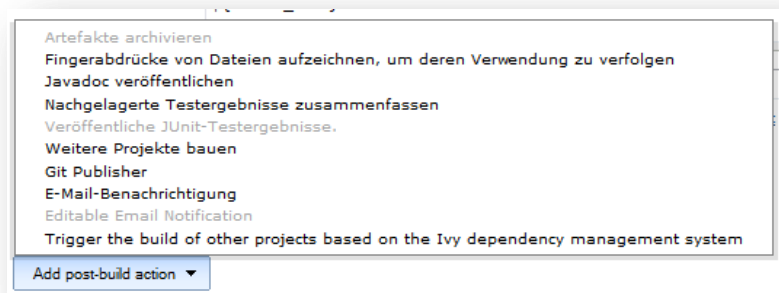 Artefakte archivieren
Fingerabdrücke von Dateien aufzeichnen, um deren Verwendung zu verfolgen
Javadoc veröffentlichen
Nachgelagerte Testergebnisse zusammenfassen
Veröffentliche JUnit-Testergebnisse.
Weitere Projekte bauen
Git Publisher
E-Mail-Benachrichtigung
Editable Email Notification
Trigger the build of other projects based on the Ivy dependency management system
Add post-build action